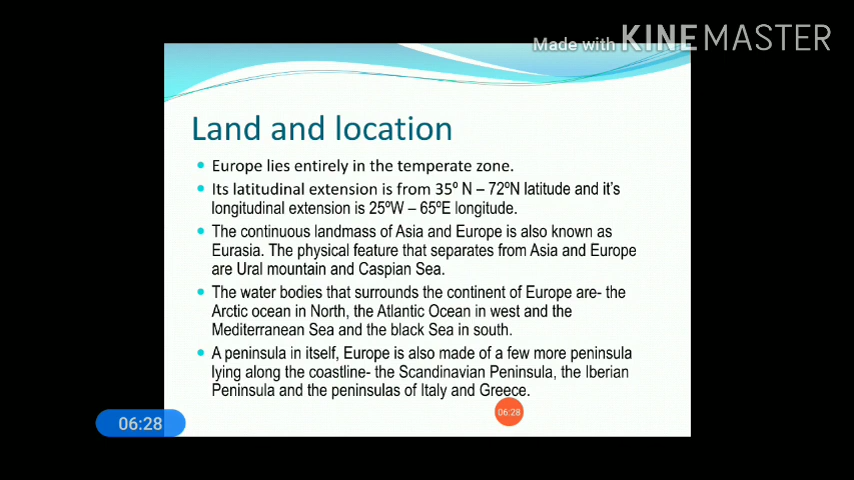 Made with KINEMASTER
Land and location
Europe lies entirely in the temperate zone.
Its latitudinal extension is from 35º N – 72ºN latitude and it's
longitudinal extension is 25ºW – 65ºE longitude.
The continuous landmass of Asia and Europe is also known as
Eurasia. The physical feature that separates from Asia and Europe
are Ural mountain and Caspian Sea.
The water bodies that surrounds the continent of Europe are- the
Arctic ocean in North, the Atlantic Ocean in west and the
Mediterranean Sea and the black Sea in south.
A peninsula in itself, Europe is also made of a few more peninsula
lying along the coastline- the Scandinavian Peninsula, the Iberian
Peninsula and the peninsulas of Italy and Greece.
06:28
06:28